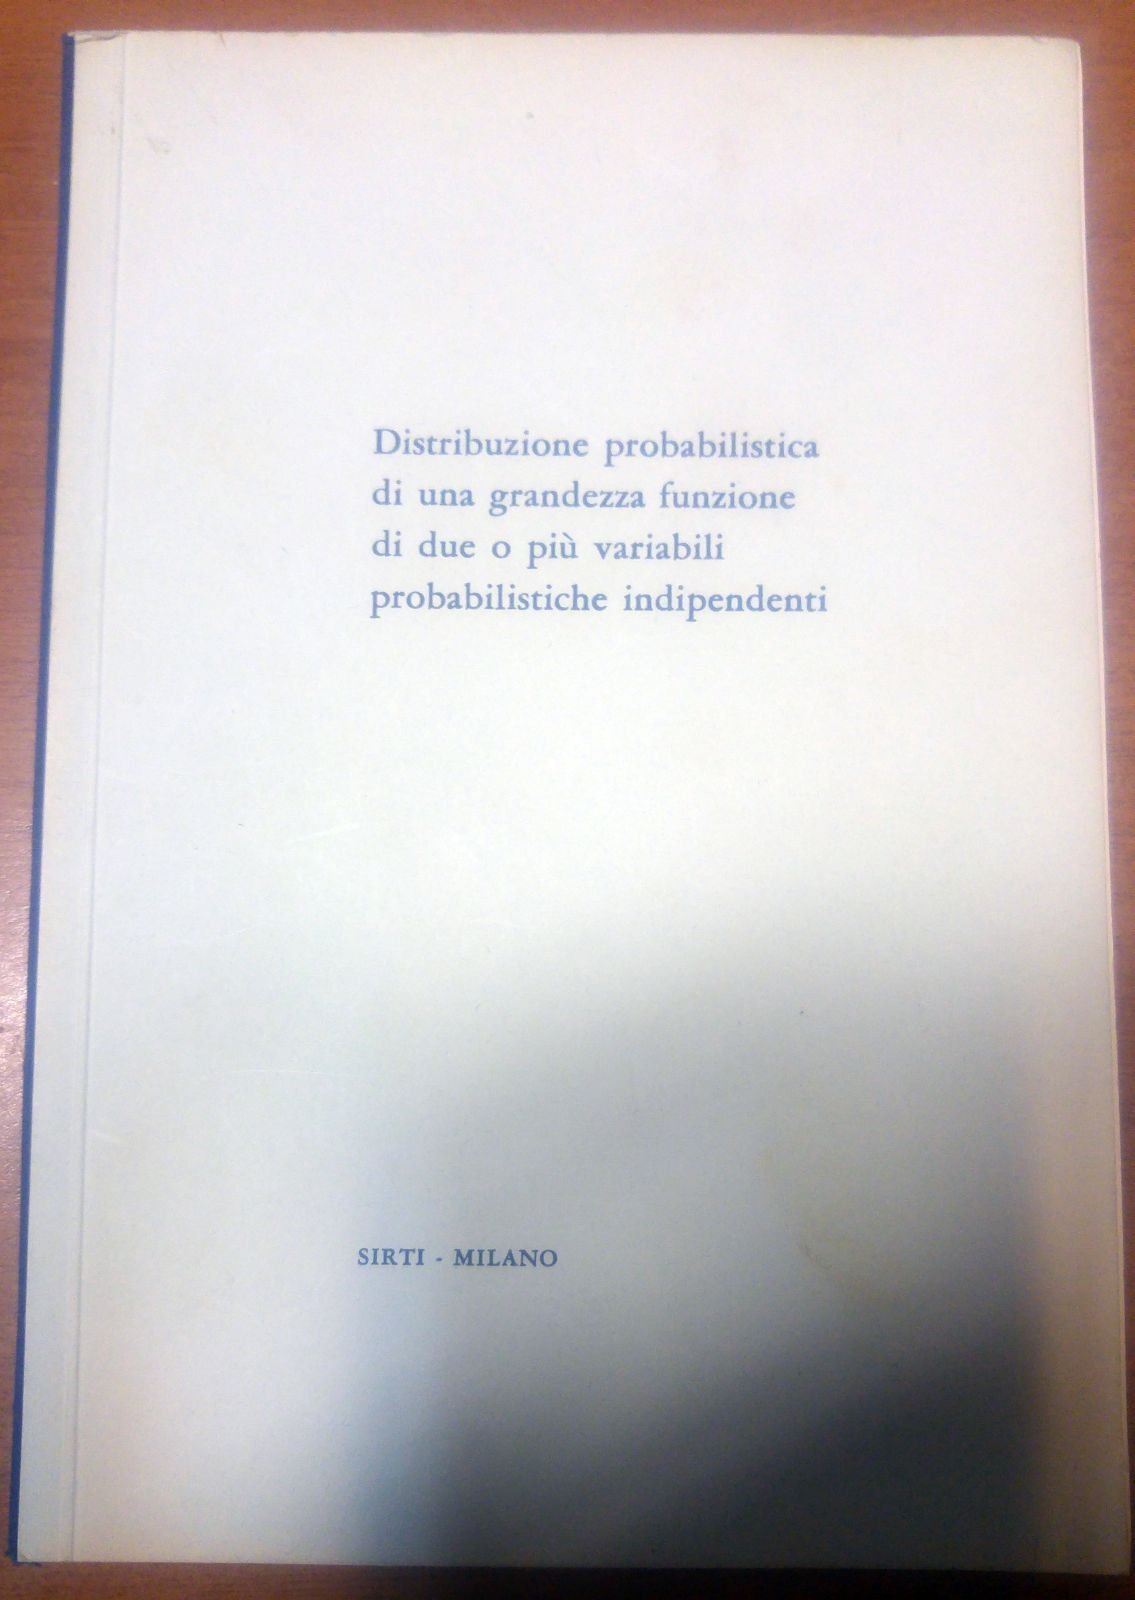 Distribuzione probabilistica
di una grandezza funzione
di due o più variabili
probabilistiche indipendenti
SIRTI - MILANO